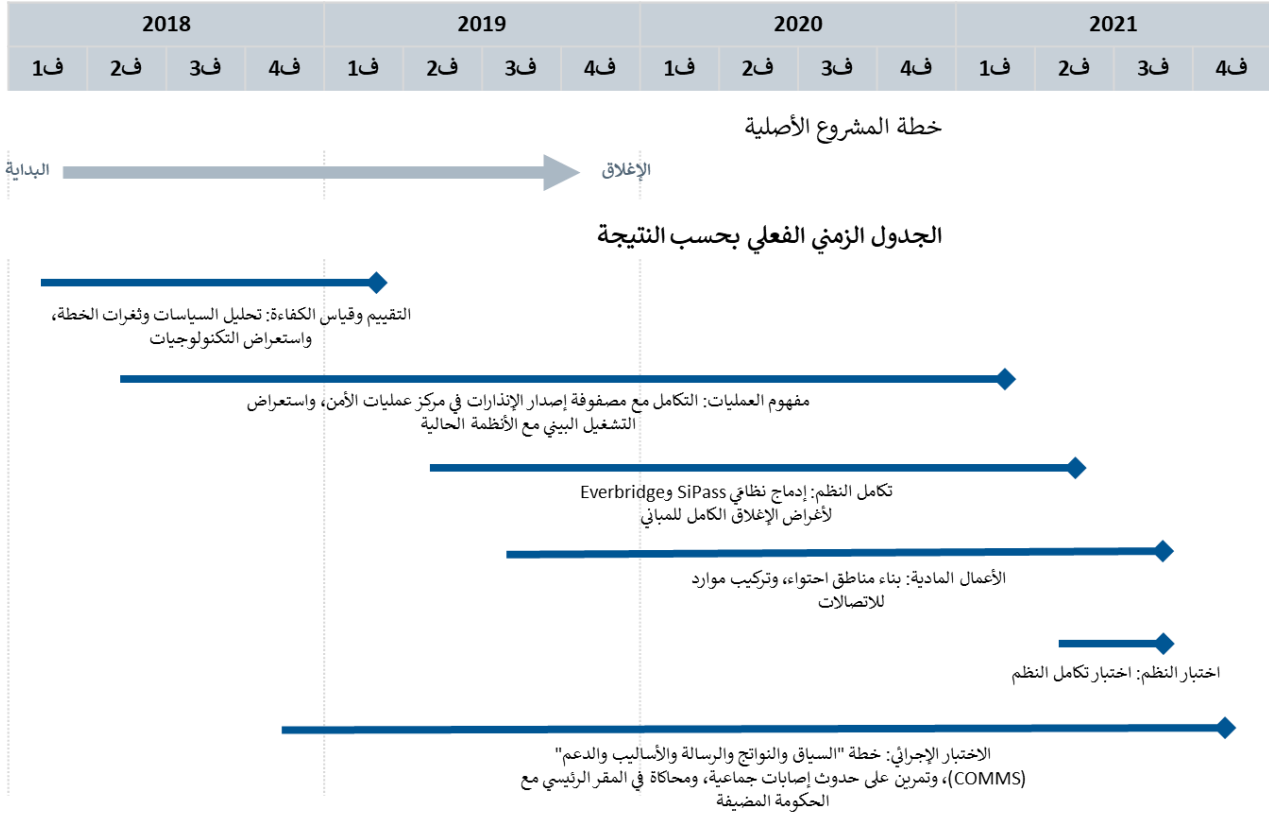 2018 2019 2020 2021
ف1 ف2 ف3 ف4 ف1 ف2 ف3 ف4 ف1 ف2 ف3 ف4 ف1 ف2 ف3 ف4
خطة المشروع الأصلية
البداية
الإغلاق
الجدول الزمني الفعلي بحسب النتيجة
التقييم وقياس الكفاءة: تحليل السياسات وثغرات الخطة،
واستعراض التكنولوجيات
مفهوم العمليات: التكامل مع مصفوفة إصدار الإنذارات في مركز عمليات الأمن، واستعراض
التشغيل البيني مع الأنظمة الحالية
تكامل النظم: إدماج نظامَي SiPass وEverbridge
لأغراض الإغلاق الكامل للمباني
الأعمال المادية: بناء مناطق احتواء، وتركيب موارد
للاتصالات
اختبار النظم: اختبار تكامل النظم
الاختبار الإجرائي: خطة "السياق والنواتج والرسالة والأساليب والدعم"
(COMMS)، وتمرين على حدوث إصابات جماعية، ومحاكاة في المقر الرئيسي مع
الحكومة المضيفة